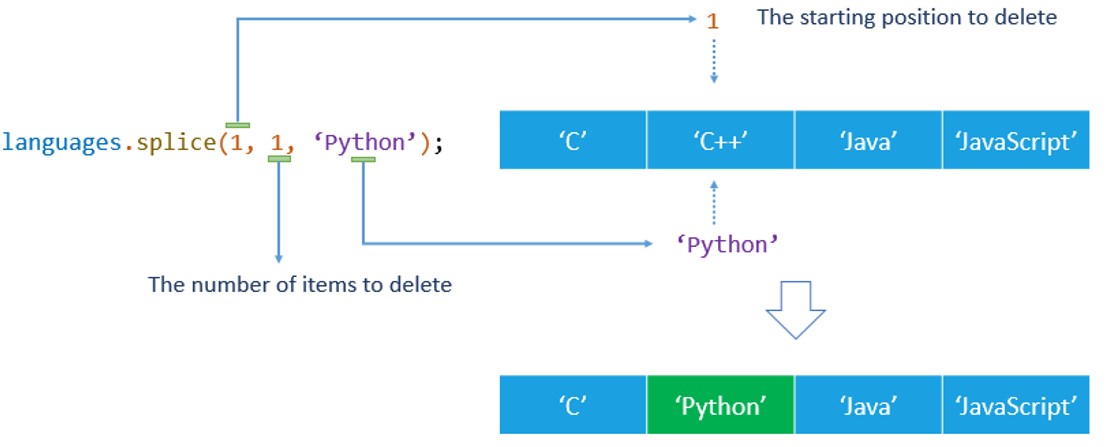 1 The starting position to delete
languages.splice(1, 1, ‘Python’);
‘C’ ‘C++’ ‘Java’ ‘JavaScript’
‘Python’
The number of items to delete
‘C’ ‘Python’ ‘Java’ ‘JavaScript’